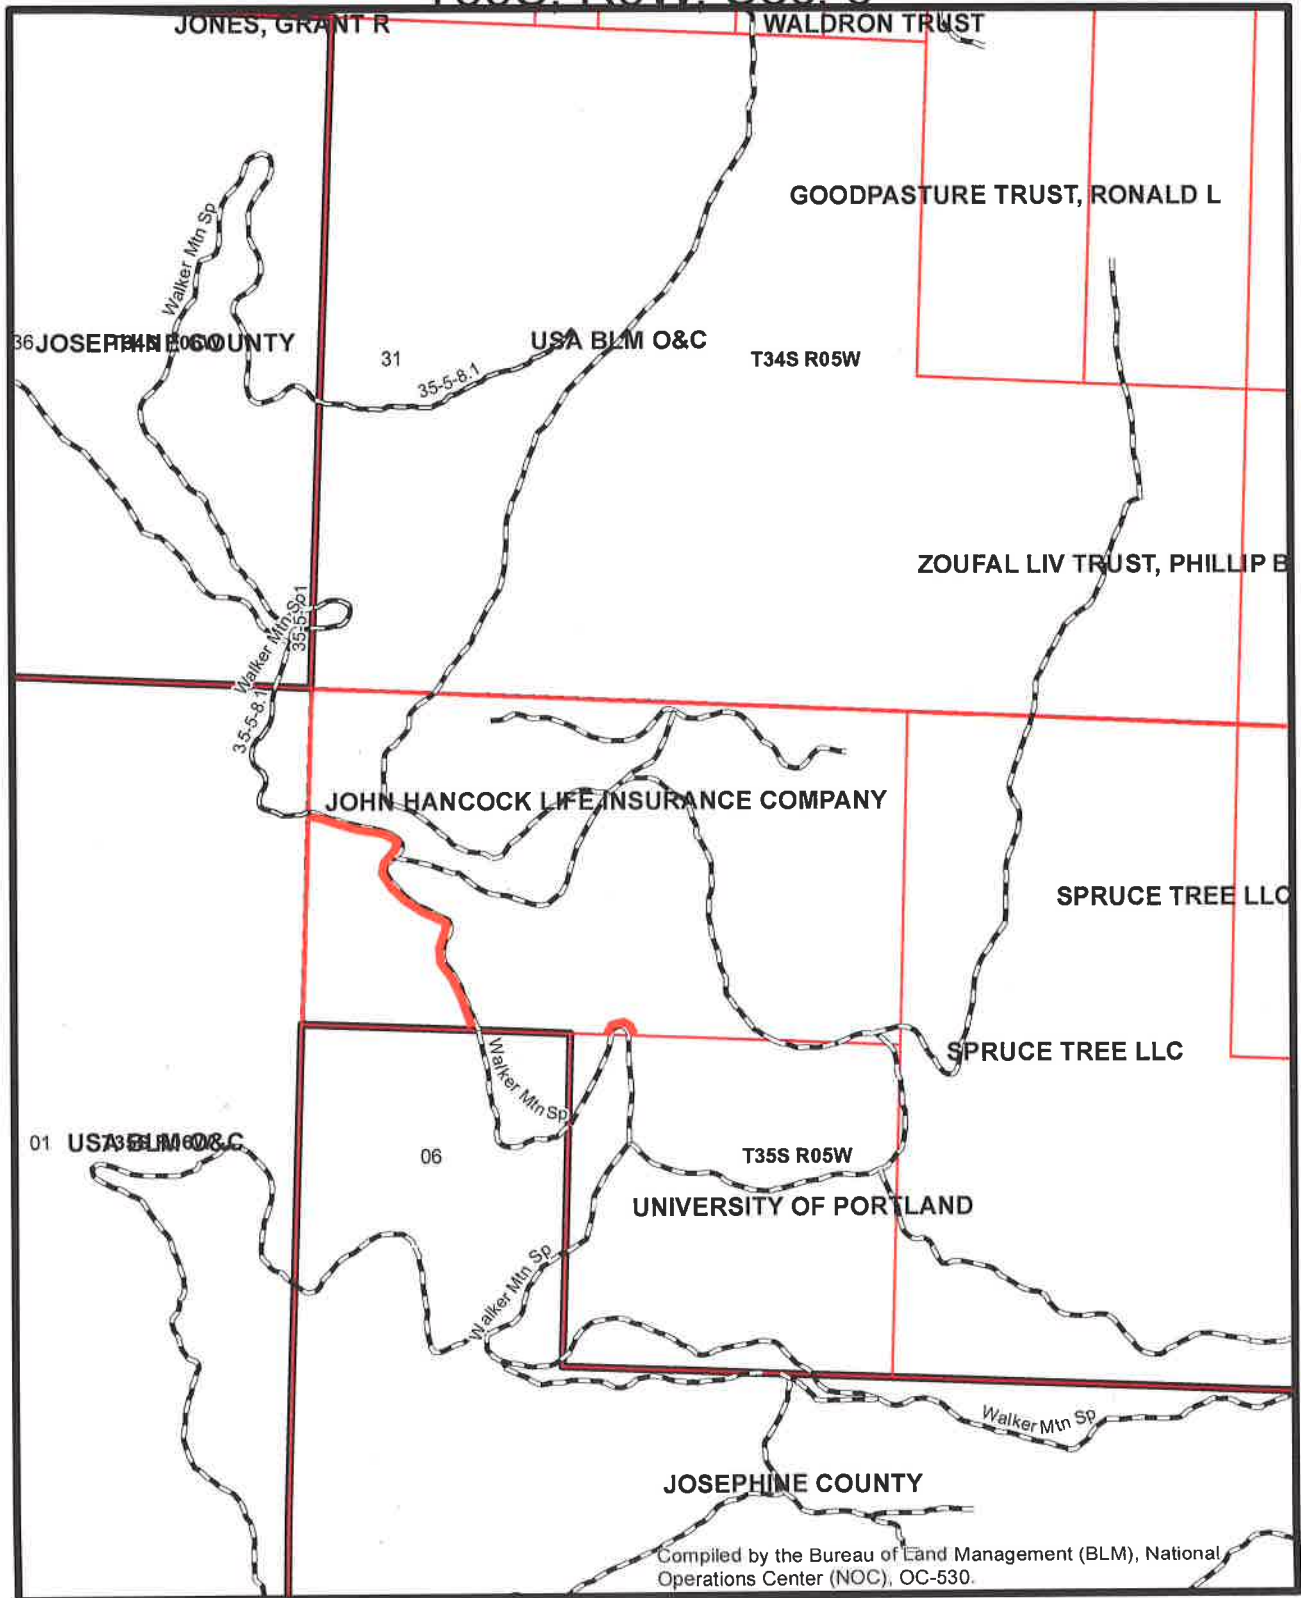 JONES, GRANT R
WALDRON TRUST
GOODPASTURE TRUST, RONALD L
Walker Mtn Sp
36 JOSEPHINE COUNTY
31
35-5-8.1
USA BLM O&C
T34S R05W
ZOUFAL LIV TRUST, PHILLIP B
Walker Mtn Sp
35-5-8.1
JOHN HANCOCK LIFE INSURANCE COMPANY
SPRUCE TREE LLC
SPRUCE TREE LLC
Walker Mtn Sp
01 USA BLM O&C
06
T35S R05W
UNIVERSITY OF PORTLAND
Walker Mtn Sp
Walker Mtn Sp
JOSEPHINE COUNTY
Compiled by the Bureau of Land Management (BLM), National
Operations Center (NOC), OC-530.